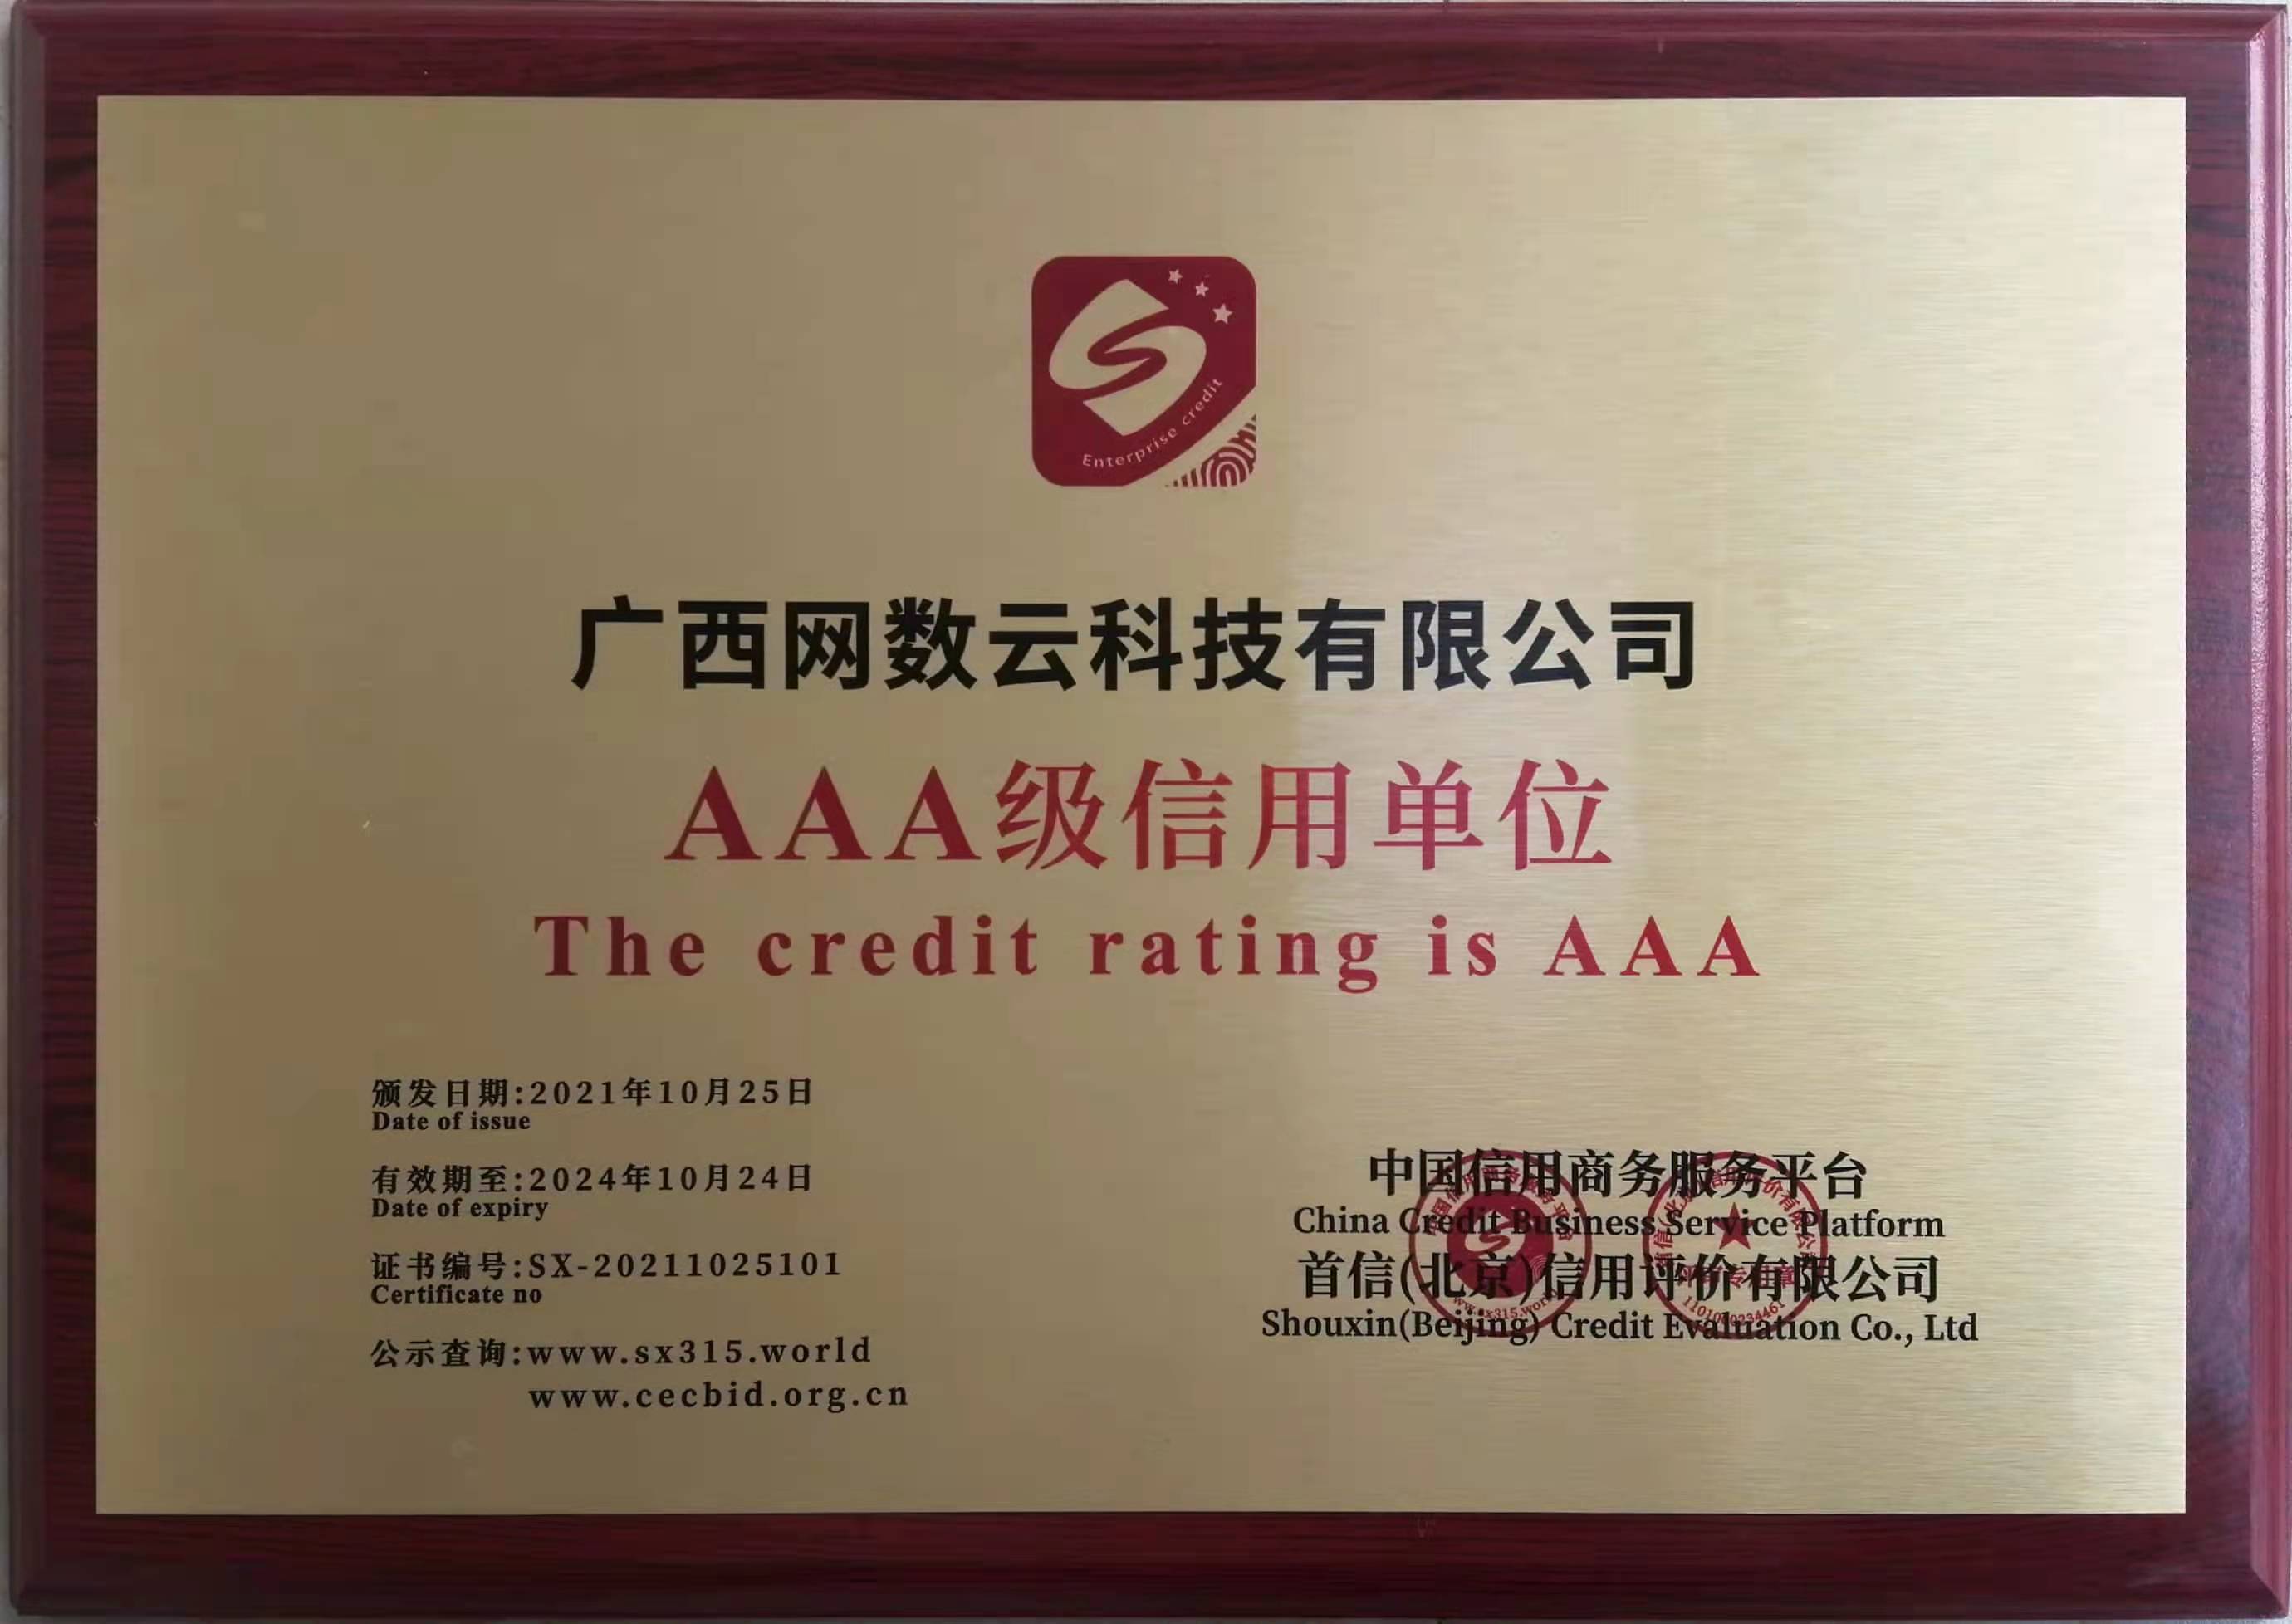 Enterprise credit
广西网数云科技有限公司
AAA级信用单位
The credit rating is AAA
颁发日期:2021年10月25日
Date of issue
有效期至:2024年10月24日
Date of expiry
证书编号:SX-20211025101
Certificate no
公示查询:www.sx315.world
www.cecbid.org.cn
中国信用商务服务平台
China Credit Business Service Platform
首信(北京)信用评价有限公司
Shouxin(Beijing) Credit Evaluation Co., Ltd
www.sx315.world